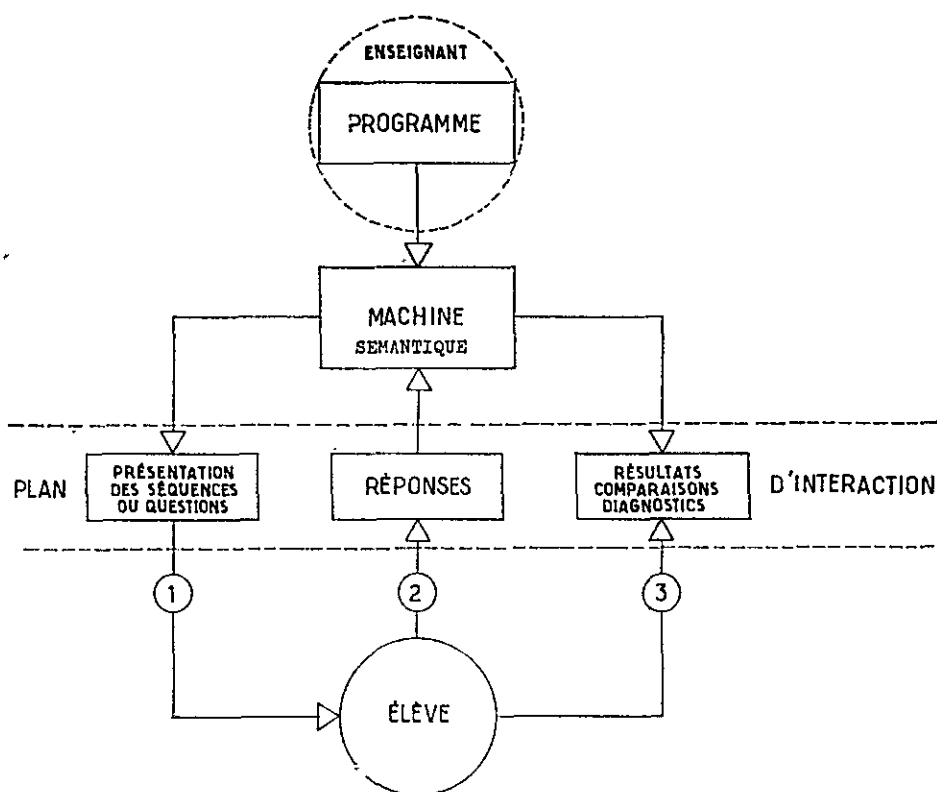 ENSEIGNANT
PROGRAMME
MACHINE
SEMANTIQUE
PLAN
PRÉSENTATION
DES SÉQUENCES
OU QUESTIONS
RÉPONSES
RÉSULTATS
COMPARAISONS
DIAGNOSTICS
D'INTERACTION
1
2
3
ÉLÈVE